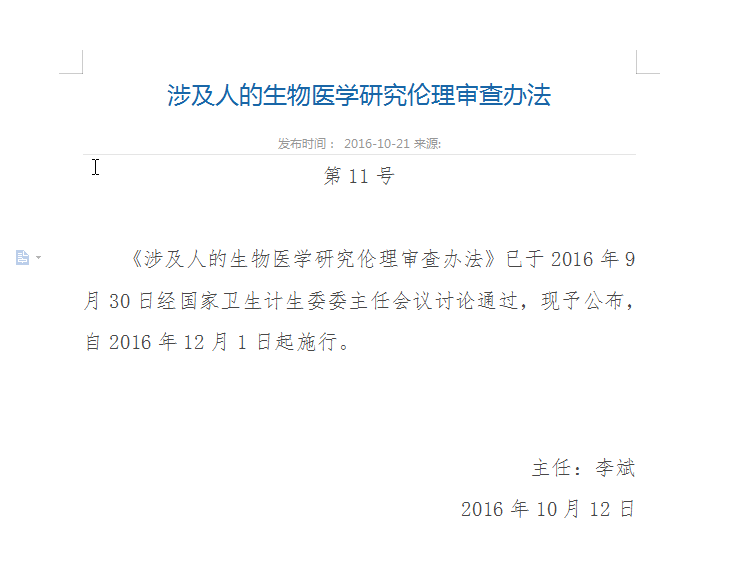 涉及人的生物医学研究伦理审查办法
发布时间： 2016-10-21 来源:
第 11 号
《涉及人的生物医学研究伦理审查办法》已于 2016 年 9
月 30 日经国家卫生计生委委主任会议讨论通过，现予公布，
自 2016 年 12 月 1 日起施行。
主任：李斌
2016 年 10 月 12 日